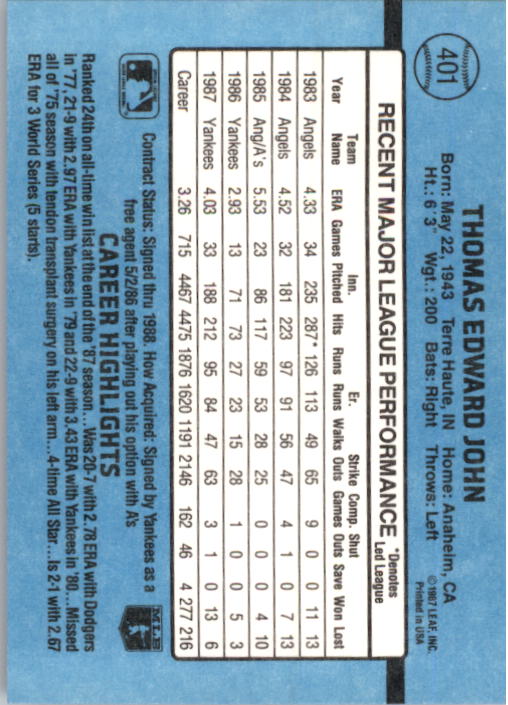 401
THOMAS EDWARD JOHN
Born: May 22, 1943 Terre Haute, IN Home: Anaheim, CA
Ht.: 6' 3" Wgt.: 200 Bats: Right Throws: Left
©1987 LEAF, INC.
Printed in USA
RECENT MAJOR LEAGUE PERFORMANCE *Denotes Led League
Team Inn. Er. Strike Comp. Shut
Year Name ERA Games Pitched Hits Runs Runs Walks Outs Games Outs Save Won Lost
1983 Angels 4.33 34 235 287* 126 113 49 65 9 0 0 11 13
1984 Angels 4.52 32 181 223 97 91 56 47 4 1 0 7 13
1985 Ang/A's 5.53 23 86 117 59 53 28 25 0 0 0 4 10
1986 Yankees 2.93 13 71 73 27 23 15 28 1 0 0 5 3
1987 Yankees 4.03 33 188 212 95 84 47 63 3 1 0 13 6
Career 3.26 715 4467 4475 1876 1620 1191 2146 162 46 4 277 216
Contract Status: Signed thru 1988. How Acquired: Signed by Yankees as a
free agent 5/2/86 after playing out his option with A's
MLB
CAREER HIGHLIGHTS
Ranked 24th on all-time win list at the end of the '87 season... Was 20-7 with 2.78 ERA with Dodgers
in '77, 21-9 with 2.97 ERA with Yankees in '79 and 22-9 with 3.43 ERA with Yankees in '80... Missed
all of '75 season with tendon transplant surgery on his left arm... 4-time All Star... Is 2-1 with 2.67
ERA for 3 World Series (5 starts).